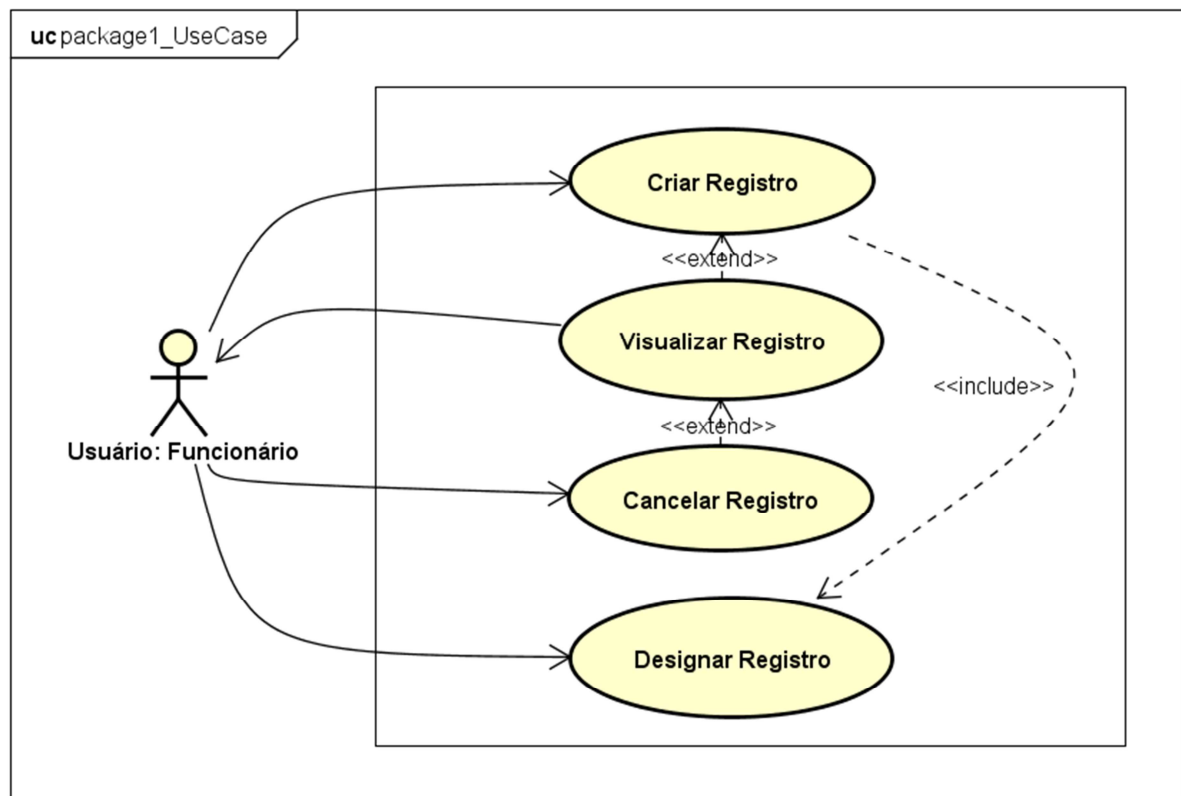 uc package1_UseCase
Criar Registro
<<extend>>
Visualizar Registro
<<include>>
<<extend>>
Usuário: Funcionário
Cancelar Registro
Designar Registro